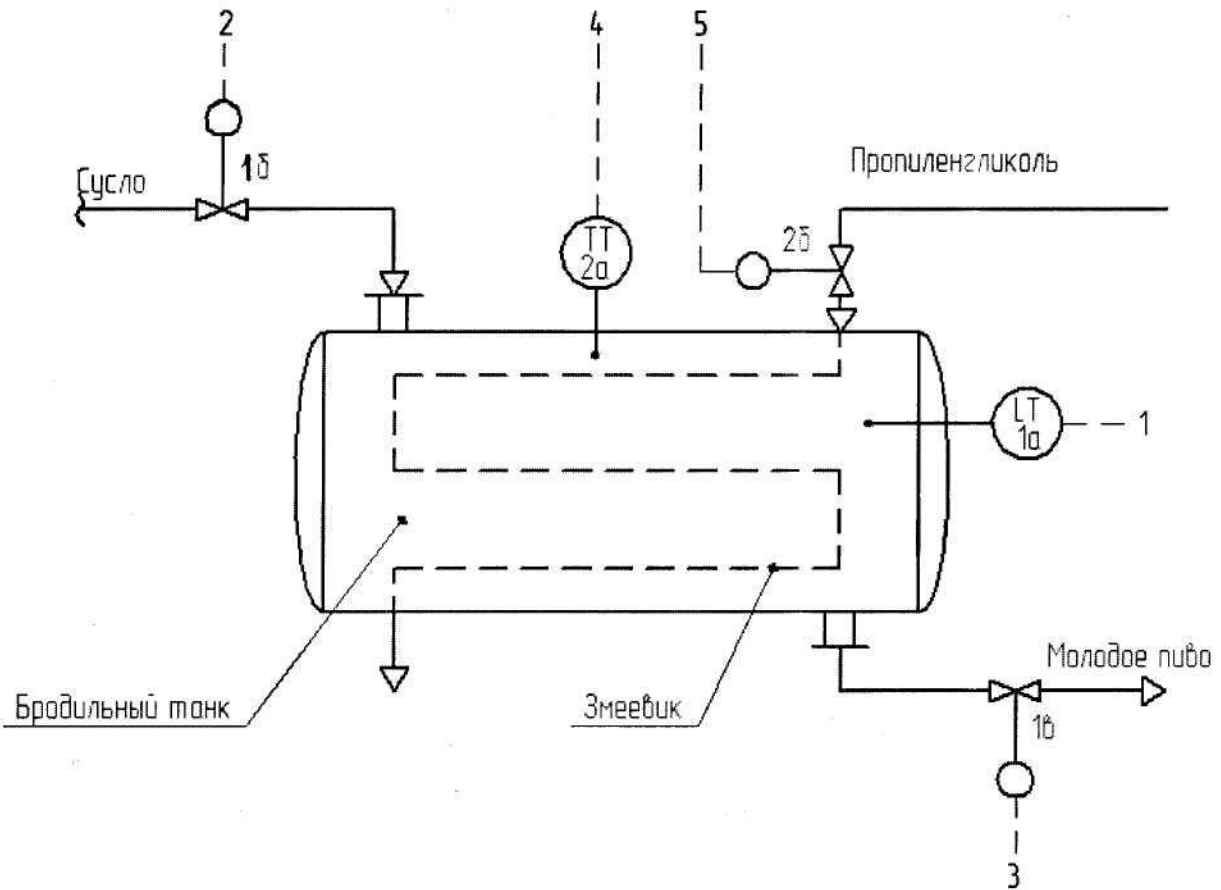 2
4
5
1б
Сусло
Пропиленгликоль
TT
2а
2б
LT
1а
1
Молодое пиво
Бродильный танк
Змеевик
1в
3